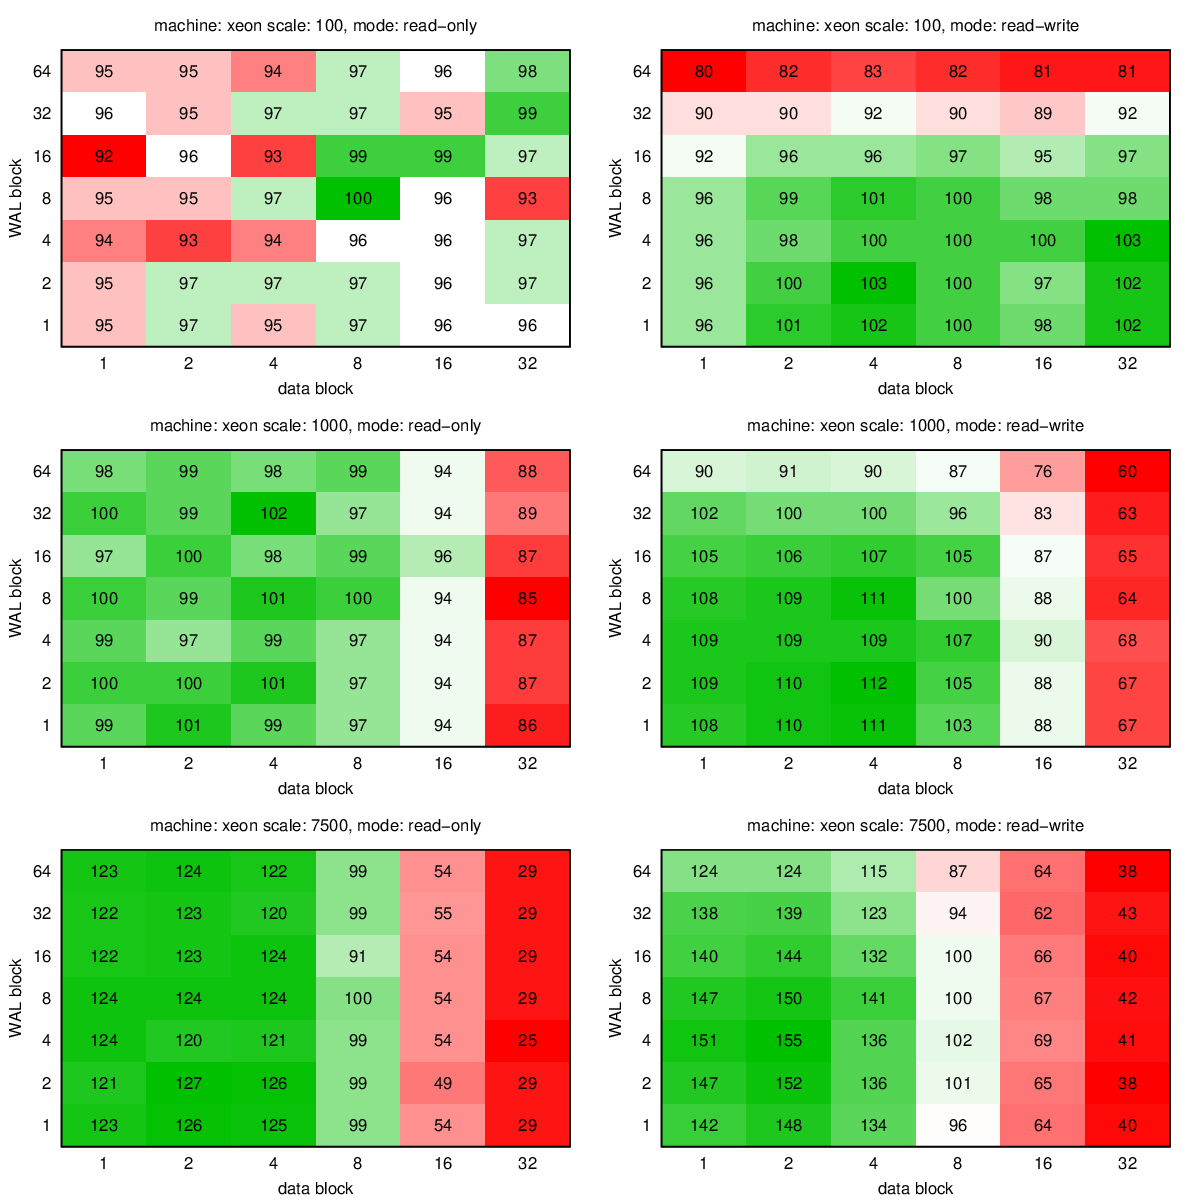 machine: xeon scale: 100, mode: read−only
WAL block
64 95 95 94 97 96 98
32 96 95 97 97 95 99
16 92 96 93 99 99 97
8 95 95 97 100 96 93
4 94 93 94 96 96 97
2 95 97 97 97 96 97
1 95 97 95 97 96 96
1 2 4 8 16 32
data block
machine: xeon scale: 100, mode: read−write
WAL block
64 80 82 83 82 81 81
32 90 90 92 90 89 92
16 92 96 96 97 95 97
8 96 99 101 100 98 98
4 96 98 100 100 100 103
2 96 100 103 100 97 102
1 96 101 102 100 98 102
1 2 4 8 16 32
data block
machine: xeon scale: 1000, mode: read−only
WAL block
64 98 99 98 99 94 88
32 100 99 102 97 94 89
16 97 100 98 99 96 87
8 100 99 101 100 94 85
4 99 97 99 97 94 87
2 100 100 101 97 94 87
1 99 101 99 97 94 86
1 2 4 8 16 32
data block
machine: xeon scale: 1000, mode: read−write
WAL block
64 90 91 90 87 76 60
32 102 100 100 96 83 63
16 105 106 107 105 87 65
8 108 109 111 100 88 64
4 109 109 109 107 90 68
2 109 110 112 105 88 67
1 108 110 111 103 88 67
1 2 4 8 16 32
data block
machine: xeon scale: 7500, mode: read−only
WAL block
64 123 124 122 99 54 29
32 122 123 120 99 55 29
16 122 123 124 91 54 29
8 124 124 124 100 54 29
4 124 120 121 99 54 25
2 121 127 126 99 49 29
1 123 126 125 99 54 29
1 2 4 8 16 32
data block
machine: xeon scale: 7500, mode: read−write
WAL block
64 124 124 115 87 64 38
32 138 139 123 94 62 43
16 140 144 132 100 66 40
8 147 150 141 100 67 42
4 151 155 136 102 69 41
2 147 152 136 101 65 38
1 142 148 134 96 64 40
1 2 4 8 16 32
data block